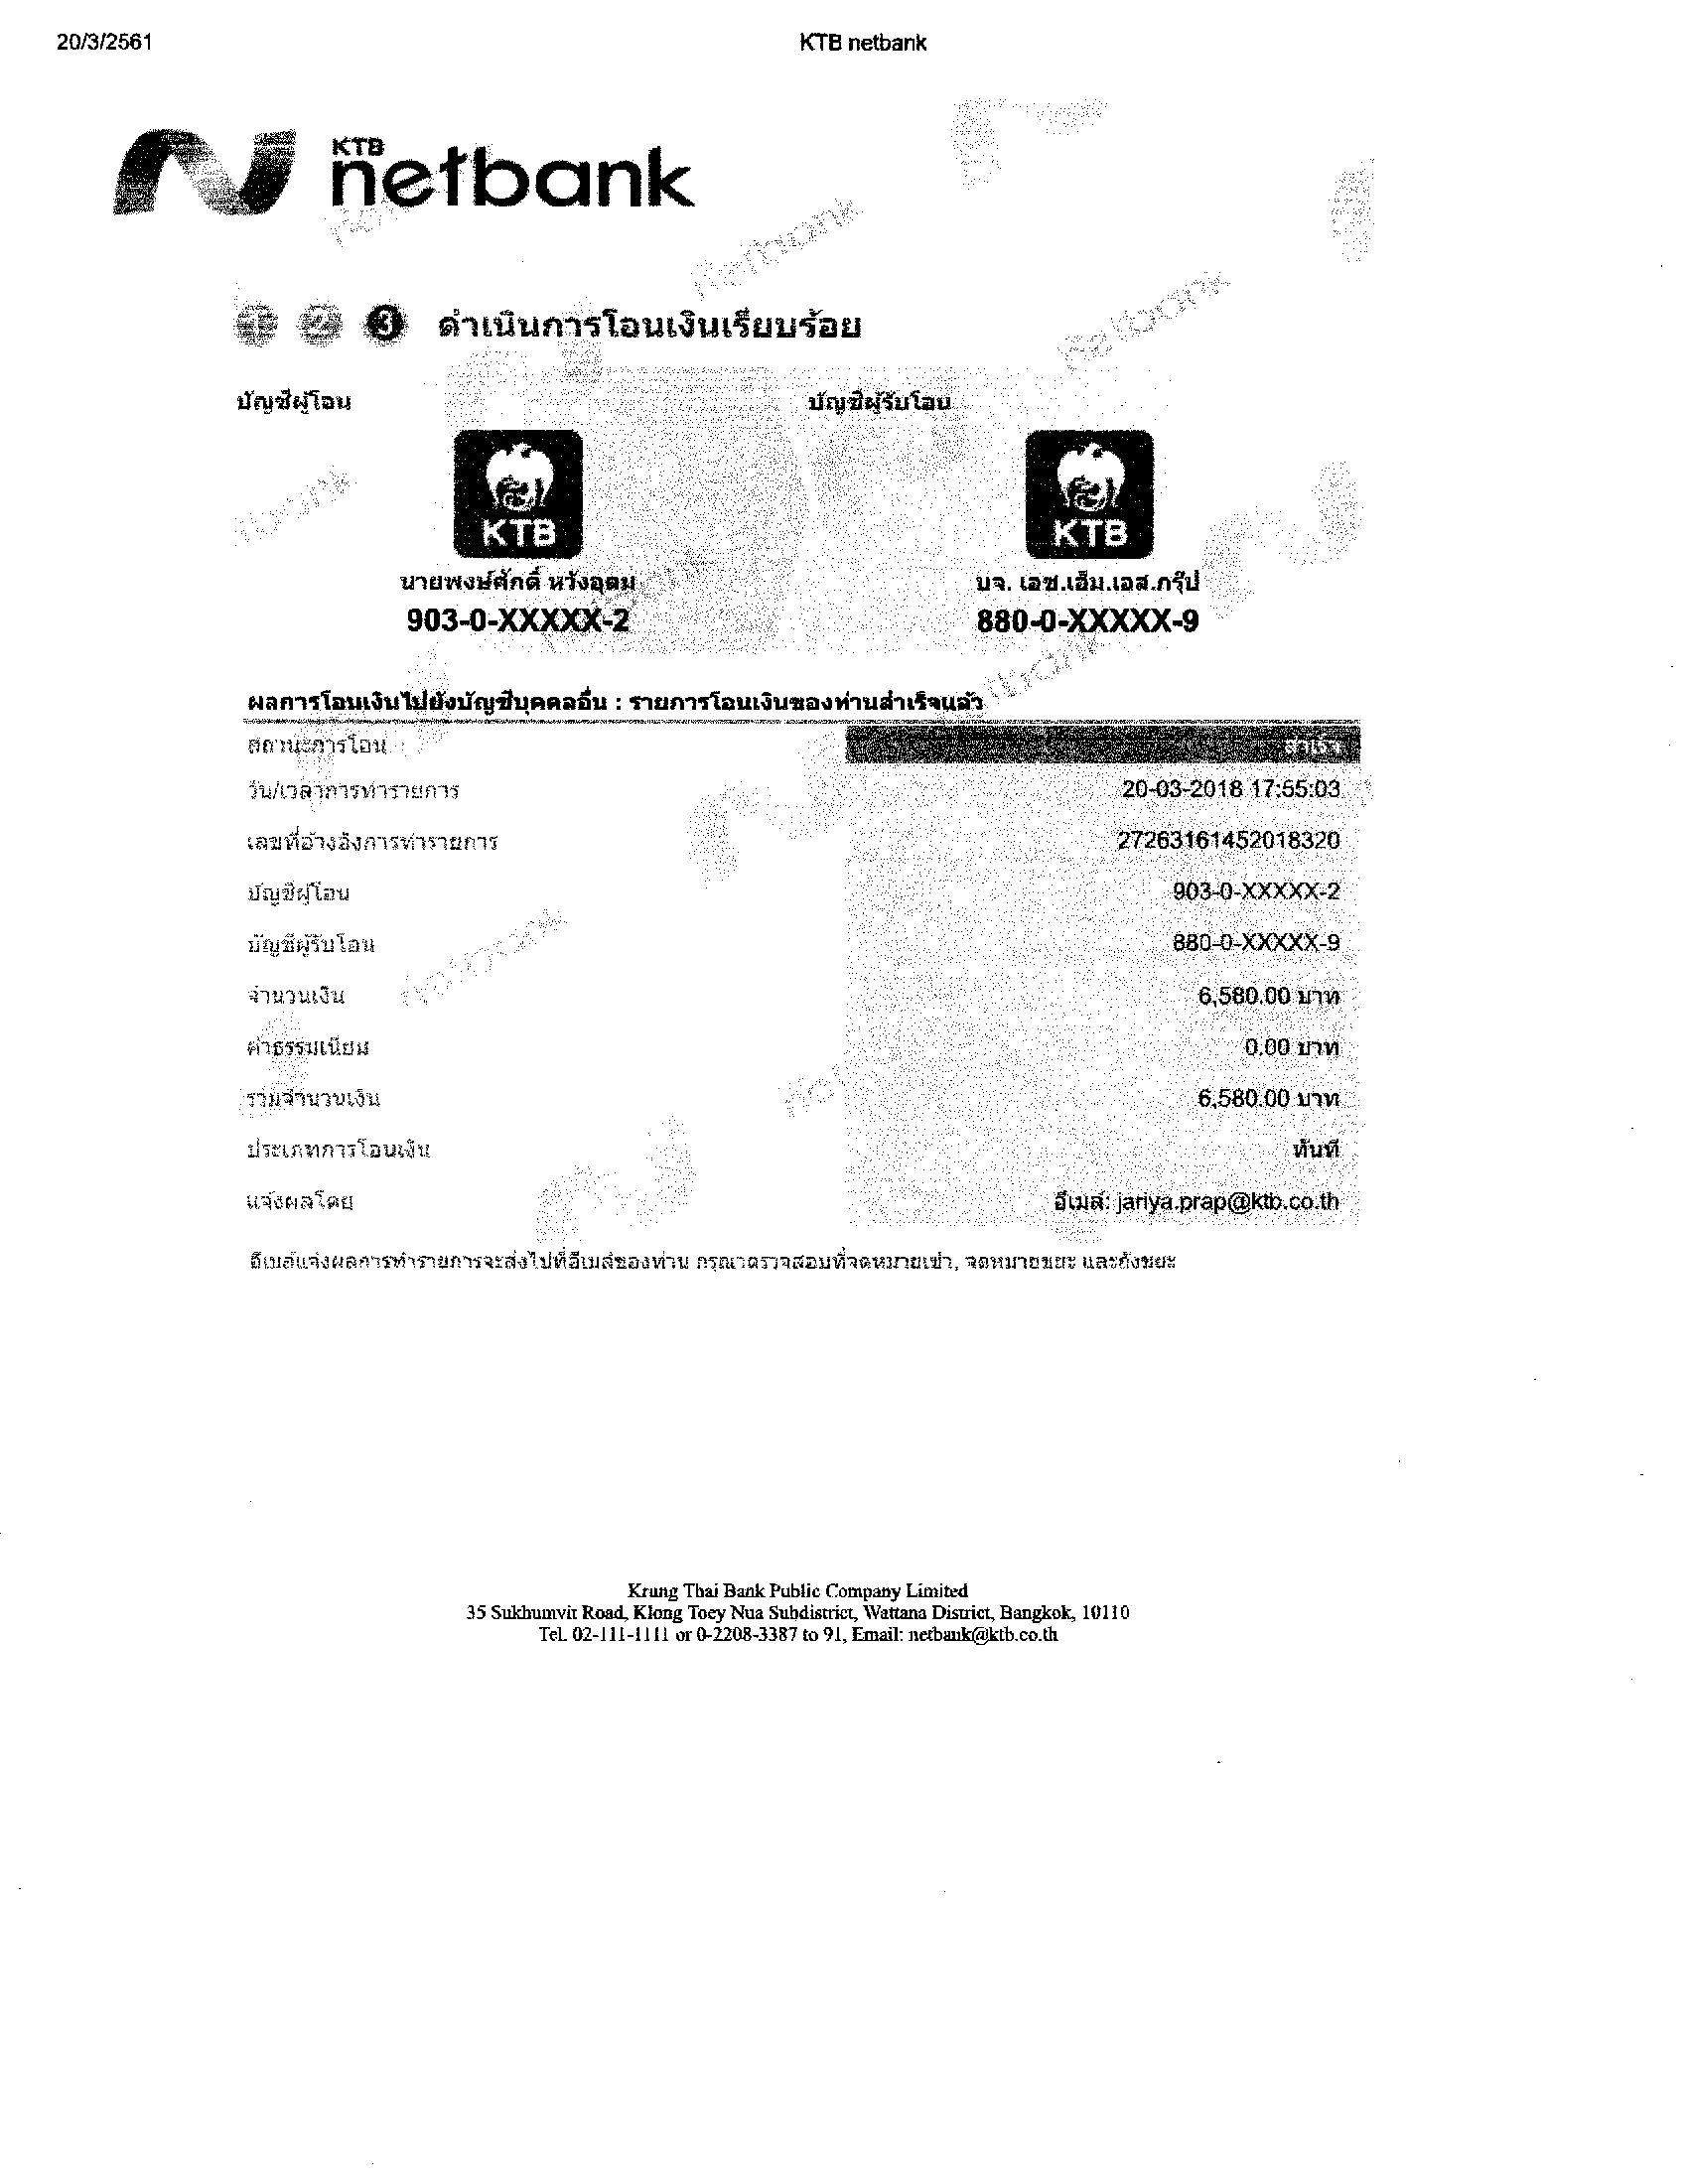 20/3/2561 KTB netbank
KTB
netbank
1 2 3 ดำเนินการโอนเงินเรียบร้อย
บัญชีผู้โอน บัญชีผู้รับโอน
KTB KTB
นายพงษ์ศักดิ์ หวังอุดม บจ. เอช.เอ็ม.เอส.กรุ๊ป
903-0-XXXXX-2 880-0-XXXXX-9
ผลการโอนเงินไปยังบัญชีบุคคลอื่น : รายการโอนเงินของท่านสำเร็จแล้ว
สถานะการโอน : สำเร็จ
วัน/เวลาการทำรายการ 20-03-2018 17:55:03
เลขที่อ้างอิงการทำรายการ 27263161452018320
บัญชีผู้โอน 903-0-XXXXX-2
บัญชีผู้รับโอน 880-0-XXXXX-9
จำนวนเงิน 6,580.00 บาท
ค่าธรรมเนียม 0.00 บาท
รวมจำนวนเงิน 6,580.00 บาท
ประเภทการโอนเงิน ทันที
แจ้งผลโดย อีเมล์: jariya.prap@ktb.co.th
อีเมล์แจ้งผลการทำรายการจะส่งไปที่อีเมล์ของท่าน กรุณาตรวจสอบที่จดหมายเข้า, จดหมายขยะ และถังขยะ
Krung Thai Bank Public Company Limited
35 Sukhumvit Road, Klong Toey Nua Subdistrict, Wattana District, Bangkok, 10110
Tel. 02-111-1111 or 0-2208-3387 to 91, Email: netbank@ktb.co.th